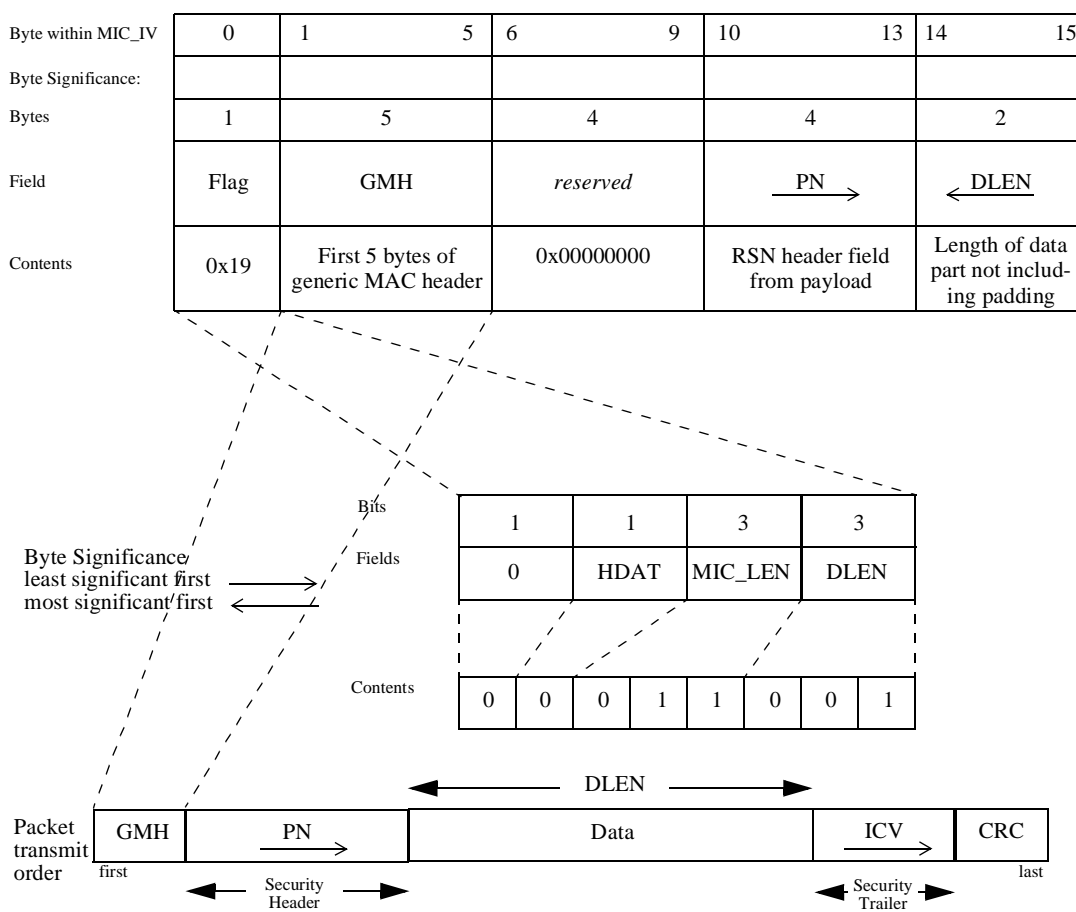 Byte within MIC_IV 0 1 5 6 9 10 13 14 15
Byte Significance:
Bytes 1 5 4 4 2
Field Flag GMH reserved PN DLEN
Contents 0x19 First 5 bytes of generic MAC header 0x00000000 RSN header field from payload Length of data part not includ-ing padding
Bits 1 1 3 3
Fields 0 HDAT MIC_LEN DLEN
Byte Significance
least significant first
most significant first
Contents 0 0 0 1 1 0 0 1
DLEN
Packet transmit order
GMH PN Data ICV CRC
first last
Security Header
Security Trailer